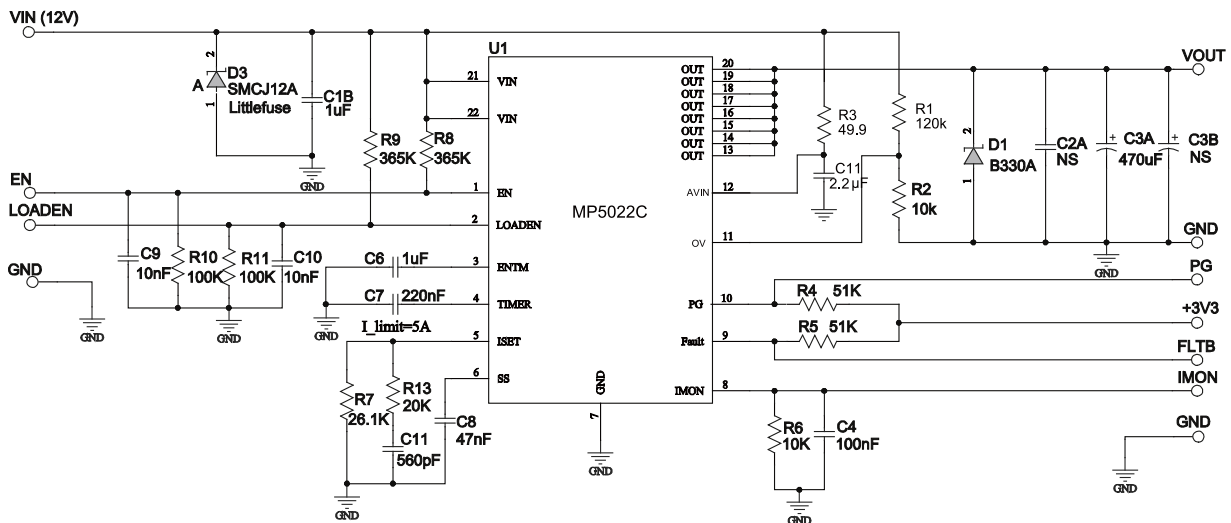 VIN (12V)
U1
D3
SMCJ12A
Littlefuse
A
2
1
C1B
1uF
GND
R9
365K
R8
365K
21
VIN
22
VIN
EN
1
EN
LOADEN
2
LOADEN
C9
10nF
R10
100K
R11
100K
C10
10nF
GND
GND
GND
C6
1uF
3
ENTM
C7
220nF
4
TIMER
GND
I_limit=5A
5
ISET
6
SS
R7
26.1K
R13
20K
C11
560pF
C8
47nF
GND
MP5022C
GND
7
GND
OUT
20
OUT
19
OUT
18
OUT
17
OUT
16
OUT
15
OUT
14
OUT
13
AVIN
12
OV
11
PG
10
Fault
9
IMON
8
R3
49.9
C11
2.2μF
GND
R1
120k
R2
10k
D1
B330A
2
1
C2A
NS
C3A
+
470uF
C3B
+
NS
VOUT
GND
GND
PG
R4
51K
R5
51K
+3V3
FLTB
IMON
R6
10K
C4
100nF
GND
GND
GND